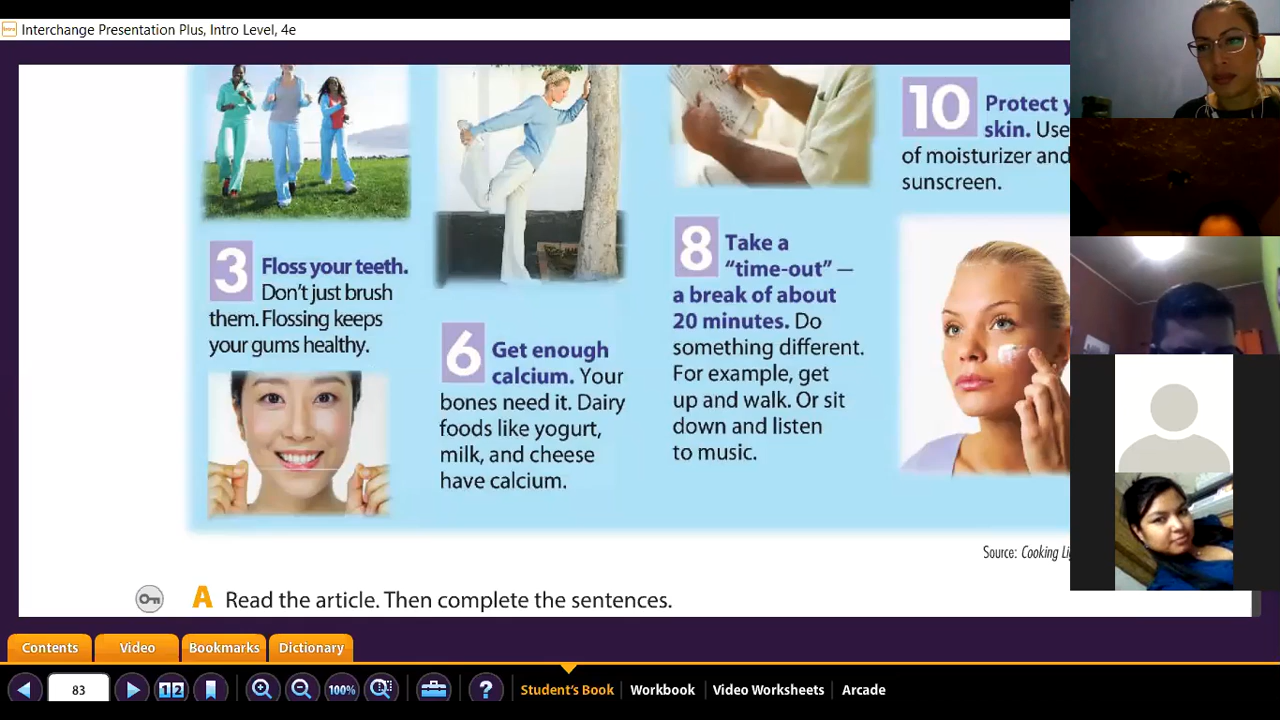 Interchange Presentation Plus, Intro Level, 4e
3 Floss your teeth.
Don't just brush
them. Flossing keeps
your gums healthy.
6 Get enough
calcium. Your
bones need it. Dairy
foods like yogurt,
milk, and cheese
have calcium.
8 Take a
“time-out” —
a break of about
20 minutes. Do
something different.
For example, get
up and walk. Or sit
down and listen
to music.
10 Protect
skin. Use
of moisturizer and
sunscreen.
Source: Cooking
A Read the article. Then complete the sentences.
Contents Video Bookmarks Dictionary
83 1 2 100% ? Student's Book Workbook Video Worksheets Arcade